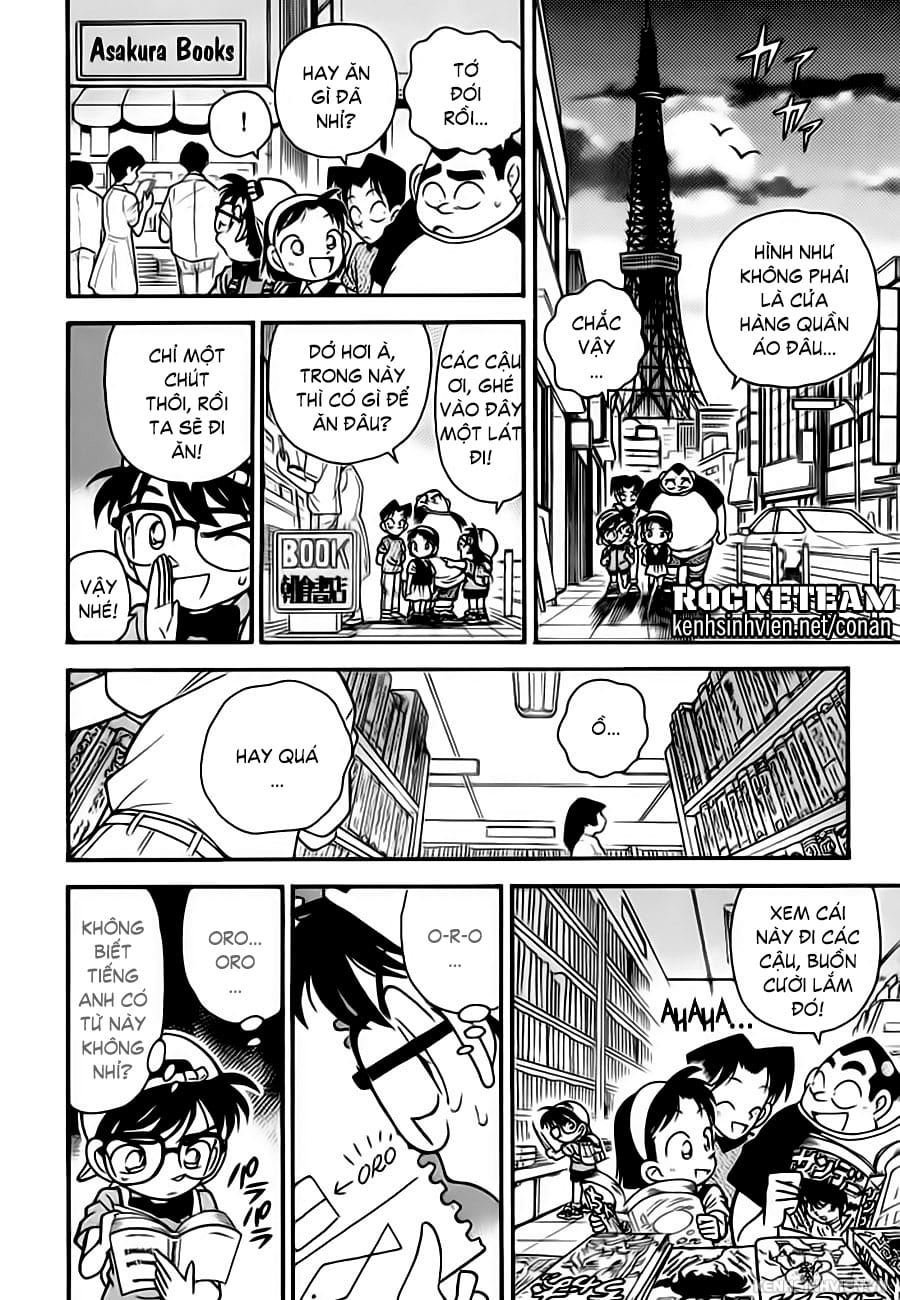 HÌNH NHƯ
KHÔNG PHẢI
LÀ CỬA
HÀNG QUẦN
ÁO ĐÂU...
CHẮC
VẬY
...
ROCKETEAM
kenhsinhvien.net/conan
TỚ
ĐÓI
RỒI...
HAY ĂN
GÌ ĐÃ
NHỈ?
!
Asakura Books
CÁC CẬU
ƠI, GHÉ
VÀO ĐÂY
MỘT LÁT
ĐI!
DỞ HƠI À,
TRONG NÀY
THÌ CÓ GÌ ĐỂ
ĂN ĐÂU?
BOOK
朝倉書店
CHỈ MỘT
CHÚT
THÔI, RỒI
TA SẼ ĐI
ĂN!
VẬY
NHÉ!
Ồ...
HAY QUÁ
...
XEM CÁI
NÀY ĐI CÁC
CẬU, BUỒN
CƯỜI LẮM
ĐÓ!
AHAHA...
O-R-O
...
← ORO
ORO...
ORO
...
KHÔNG
BIẾT
TIẾNG
ANH CÓ
TỪ NÀY
KHÔNG
NHỈ?